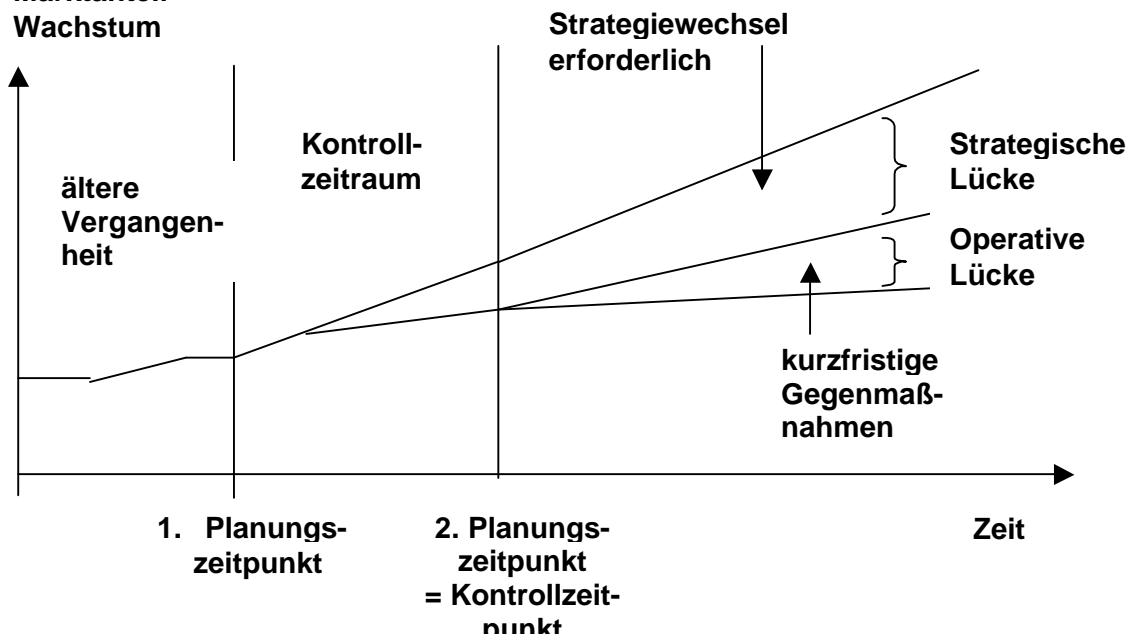 Wachstum
Strategiewechsel
erforderlich
Kontroll-
zeitraum
ältere
Vergangen-
heit
Strategische
Lücke
Operative
Lücke
kurzfristige
Gegenmaß-
nahmen
1. Planungs-
zeitpunkt
2. Planungs-
zeitpunkt
= Kontrollzeit-
punkt
Zeit